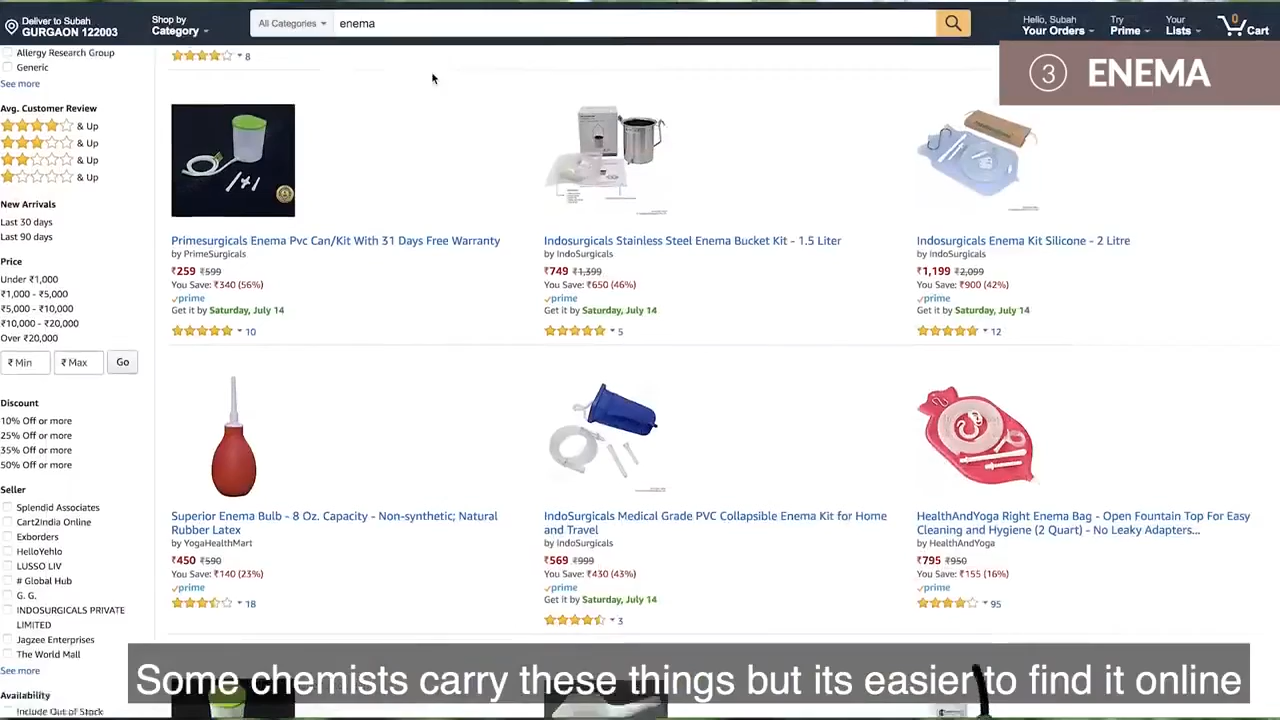 Deliver to Subah
GURGAON 122003
Shop by
Category
All Categories
enema
Hello, Subah
Your Orders
Try
Prime
Your
Lists
0
Cart
3 ENEMA
Allergy Research Group
Generic
See more
Avg. Customer Review
& Up
& Up
& Up
& Up
New Arrivals
Last 30 days
Last 90 days
Price
Under ₹1,000
₹1,000 - ₹5,000
₹5,000 - ₹10,000
₹10,000 - ₹20,000
Over ₹20,000
₹ Min
₹ Max
Go
Discount
10% Off or more
25% Off or more
35% Off or more
50% Off or more
Seller
Splendid Associates
Cart2India Online
Exborders
HelloYehlo
LUSSO LIV
# Global Hub
G. G.
INDOSURGICALS PRIVATE
LIMITED
Jagzee Enterprises
The World Mall
See more
Availability
Include Out of Stock
8
Primesurgicals Enema Pvc Can/Kit With 31 Days Free Warranty
by PrimeSurgicals
₹259 ₹599
You Save: ₹340 (56%)
prime
Get it by Saturday, July 14
10
Indosurgicals Stainless Steel Enema Bucket Kit - 1.5 Liter
by IndoSurgicals
₹749 ₹1,399
You Save: ₹650 (46%)
prime
Get it by Saturday, July 14
5
Indosurgicals Enema Kit Silicone - 2 Litre
by IndoSurgicals
₹1,199 ₹2,099
You Save: ₹900 (42%)
prime
Get it by Saturday, July 14
12
Superior Enema Bulb - 8 Oz. Capacity - Non-synthetic; Natural
Rubber Latex
by YogaHealthMart
₹450 ₹590
You Save: ₹140 (23%)
prime
18
IndoSurgicals Medical Grade PVC Collapsible Enema Kit for Home
and Travel
by IndoSurgicals
₹569 ₹999
You Save: ₹430 (43%)
prime
Get it by Saturday, July 14
3
HealthAndYoga Right Enema Bag - Open Fountain Top For Easy
Cleaning and Hygiene (2 Quart) - No Leaky Adapters...
by HealthAndYoga
₹795 ₹950
You Save: ₹155 (16%)
prime
95
Some chemists carry these things but its easier to find it online